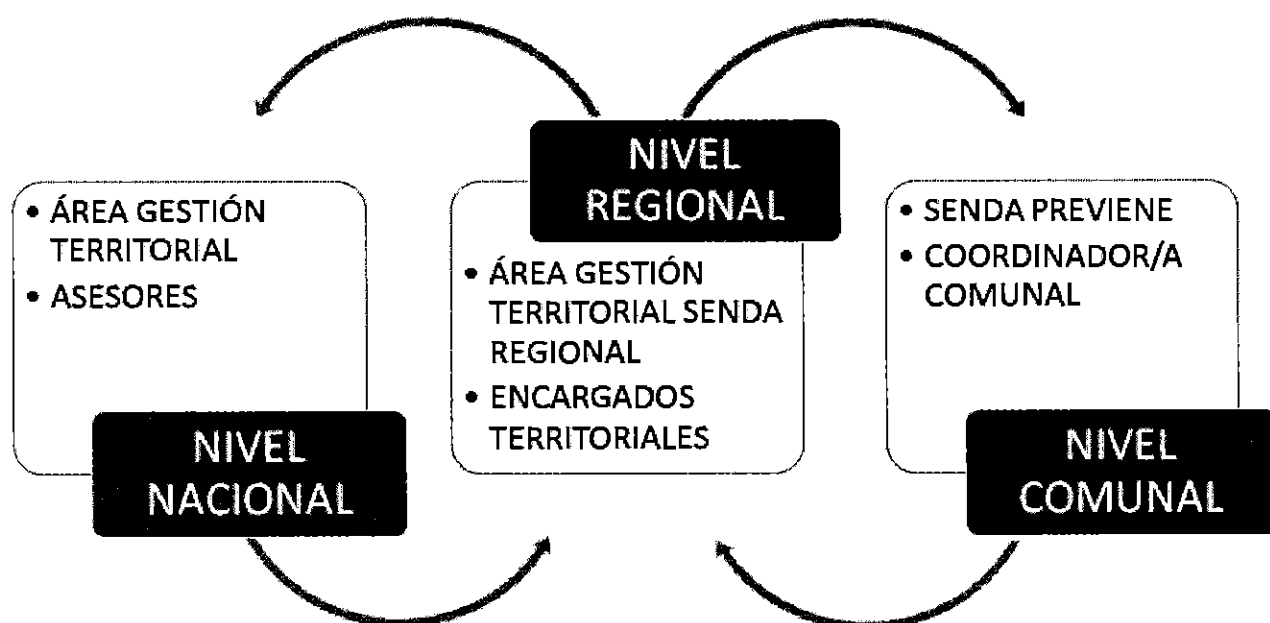 • ÁREA GESTIÓN
TERRITORIAL
• ASESORES
NIVEL
NACIONAL
NIVEL
REGIONAL
• ÁREA GESTIÓN
TERRITORIAL SENDA
REGIONAL
• ENCARGADOS
TERRITORIALES
• SENDA PREVIENE
• COORDINADOR/A
COMUNAL
NIVEL
COMUNAL